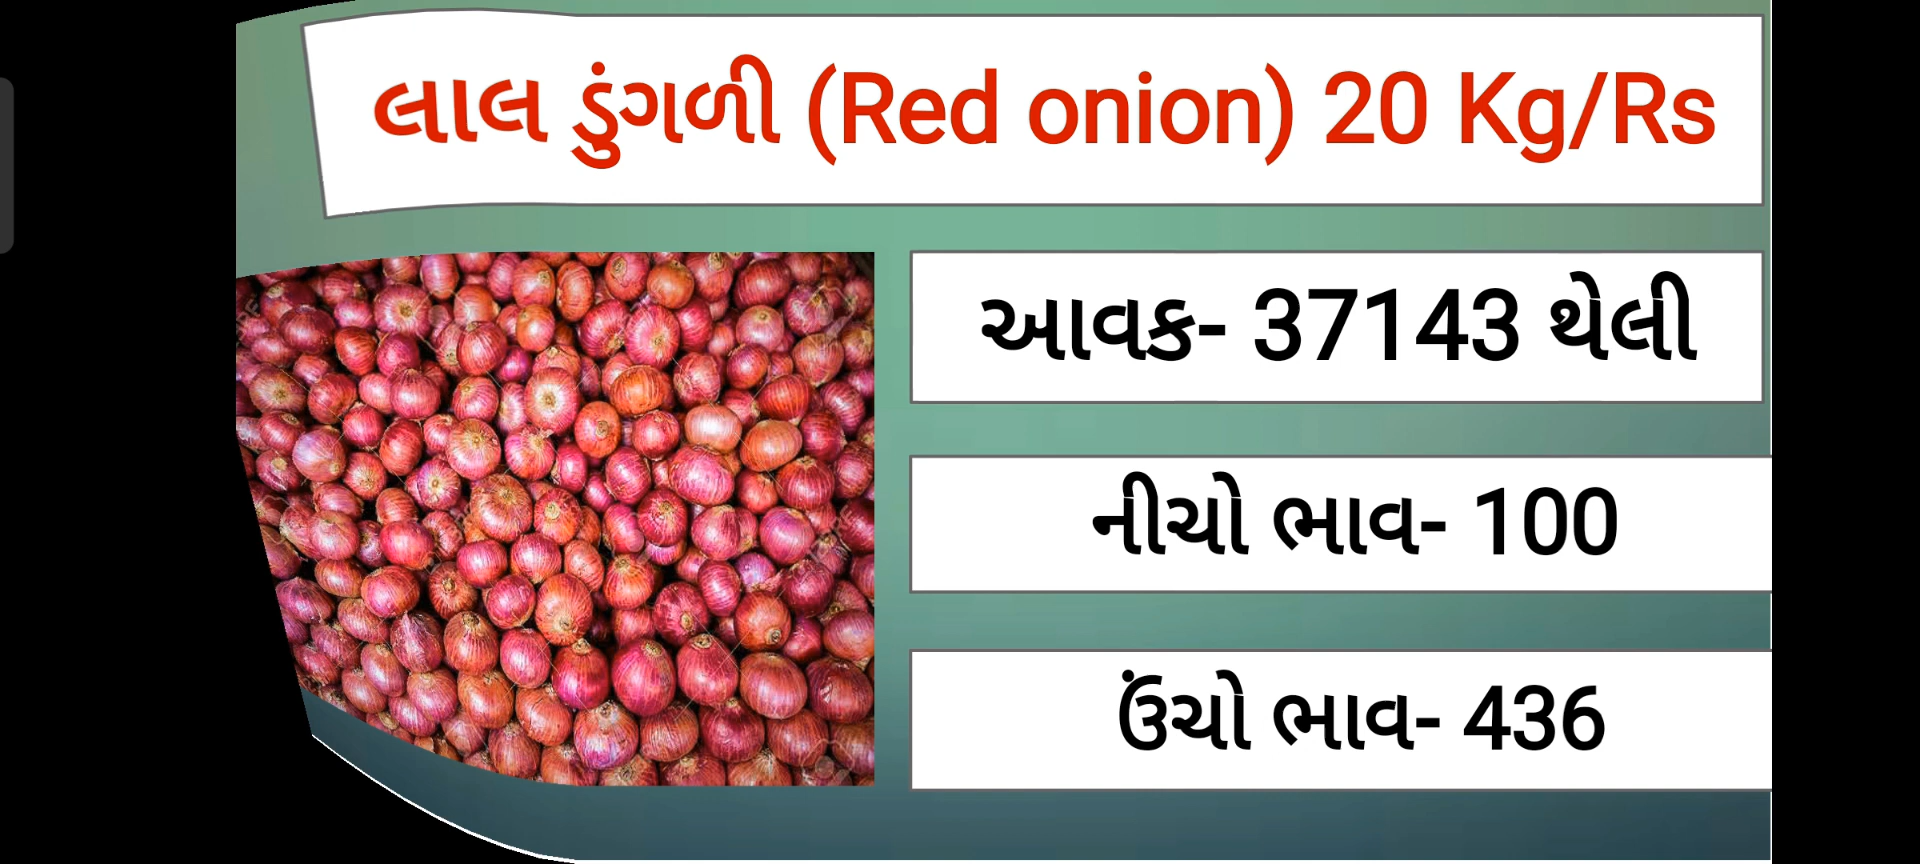 લાલ ડુંગળી (Red onion) 20 Kg/Rs
આવક- 37143 થેલી
નીચો ભાવ- 100
ઉંચો ભાવ- 436